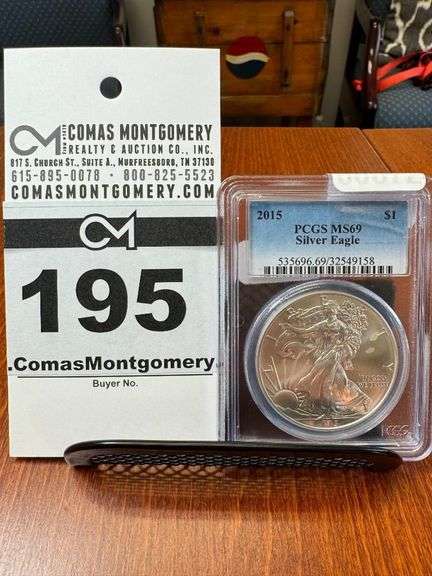 COMAS MONTGOMERY
REALTY & AUCTION CO., INC.
817 S. CHURCH ST., SUITE A., MURFREESBORO, TN 37130
615-895-0078 • 800-825-5523
COMASMONTGOMERY.COM
CM
195
.ComasMontgomery
Buyer No.
2015 $1
PCGS MS69
Silver Eagle
535696.69/32549158